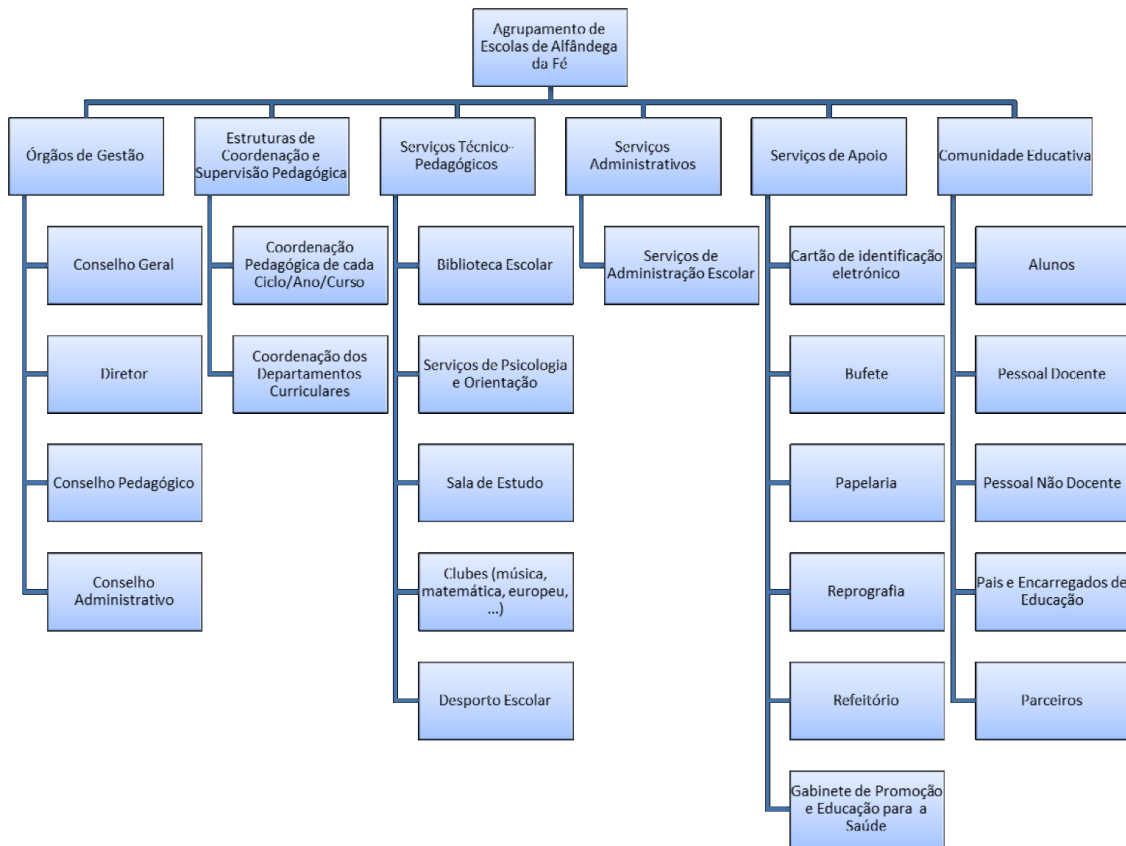 Agrupamento de
Escolas de Alfândega
da Fé
Órgãos de Gestão
Conselho Geral
Diretor
Conselho Pedagógico
Conselho
Administrativo
Estruturas de
Coordenação e
Supervisão Pedagógica
Coordenação
Pedagógica de cada
Ciclo/Ano/Curso
Coordenação dos
Departamentos
Curriculares
Serviços Técnico-
Pedagógicos
Biblioteca Escolar
Serviços de Psicologia
e Orientação
Sala de Estudo
Clubes (música,
matemática, europeu,
...)
Desporto Escolar
Serviços
Administrativos
Serviços de
Administração Escolar
Serviços de Apoio
Cartão de identificação
eletrónico
Bufete
Papelaria
Reprografia
Refeitório
Gabinete de Promoção
e Educação para a
Saúde
Comunidade Educativa
Alunos
Pessoal Docente
Pessoal Não Docente
Pais e Encarregados de
Educação
Parceiros